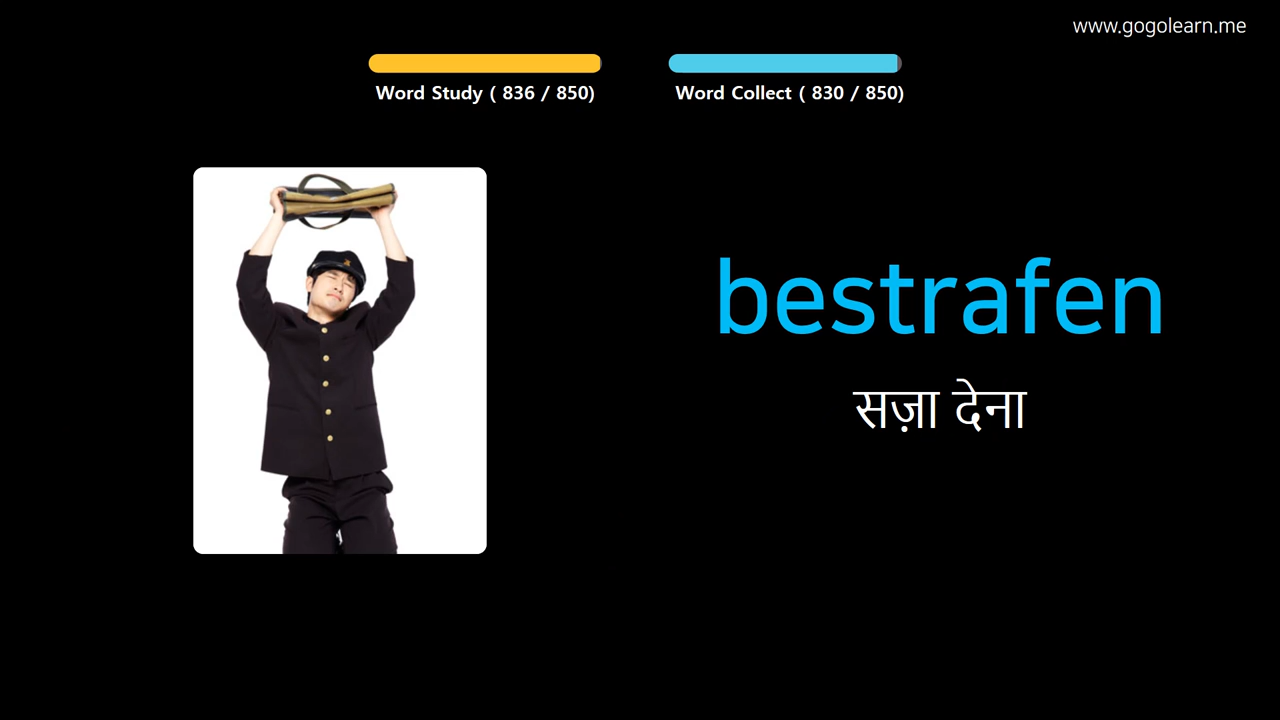 www.gogolearn.me
Word Study ( 836 / 850)
Word Collect ( 830 / 850)
bestrafen
सज़ा देना